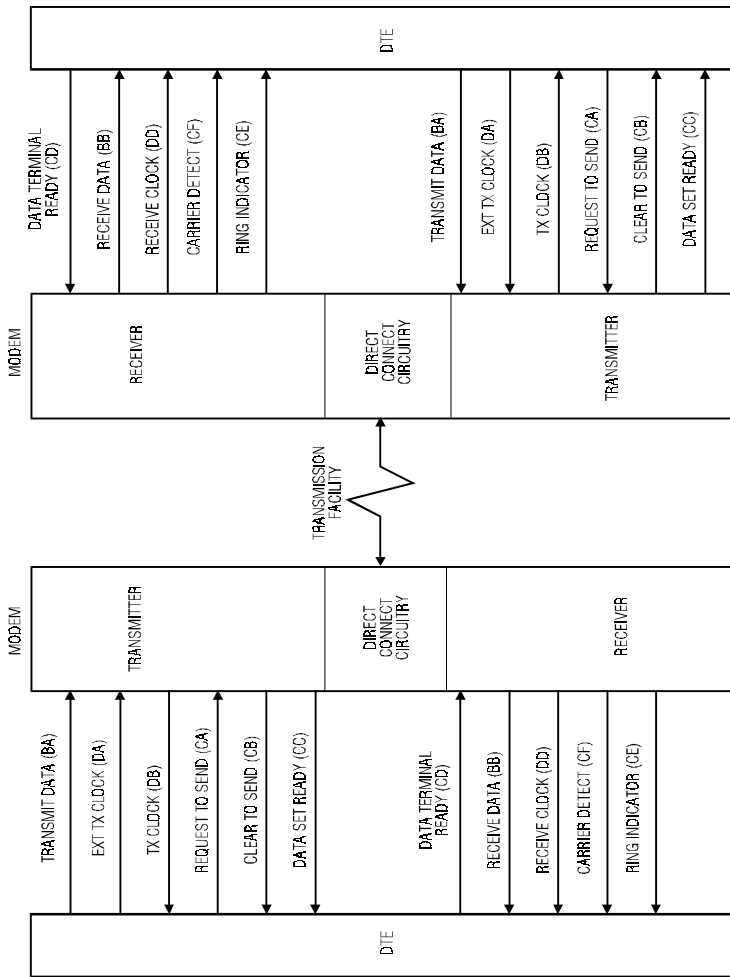 DTE
DATA TERMINAL
READY (CD)
RECEIVE DATA (BB)
RECEIVE CLOCK (DD)
CARRIER DETECT (CF)
RING INDICATOR (CE)
TRANSMIT DATA (BA)
EXT TX CLOCK (DA)
TX CLOCK (DB)
REQUEST TO SEND (CA)
CLEAR TO SEND (CB)
DATA SET READY (CC)
MODEM
RECEIVER
DIRECT
CONNECT
CIRCUITRY
TRANSMITTER
TRANSMISSION
FACILITY
MODEM
TRANSMITTER
DIRECT
CONNECT
CIRCUITRY
RECEIVER
TRANSMIT DATA (BA)
EXT TX CLOCK (DA)
TX CLOCK (DB)
REQUEST TO SEND (CA)
CLEAR TO SEND (CB)
DATA SET READY (CC)
DATA TERMINAL
READY (CD)
RECEIVE DATA (BB)
RECEIVE CLOCK (DD)
CARRIER DETECT (CF)
RING INDICATOR (CE)
DTE